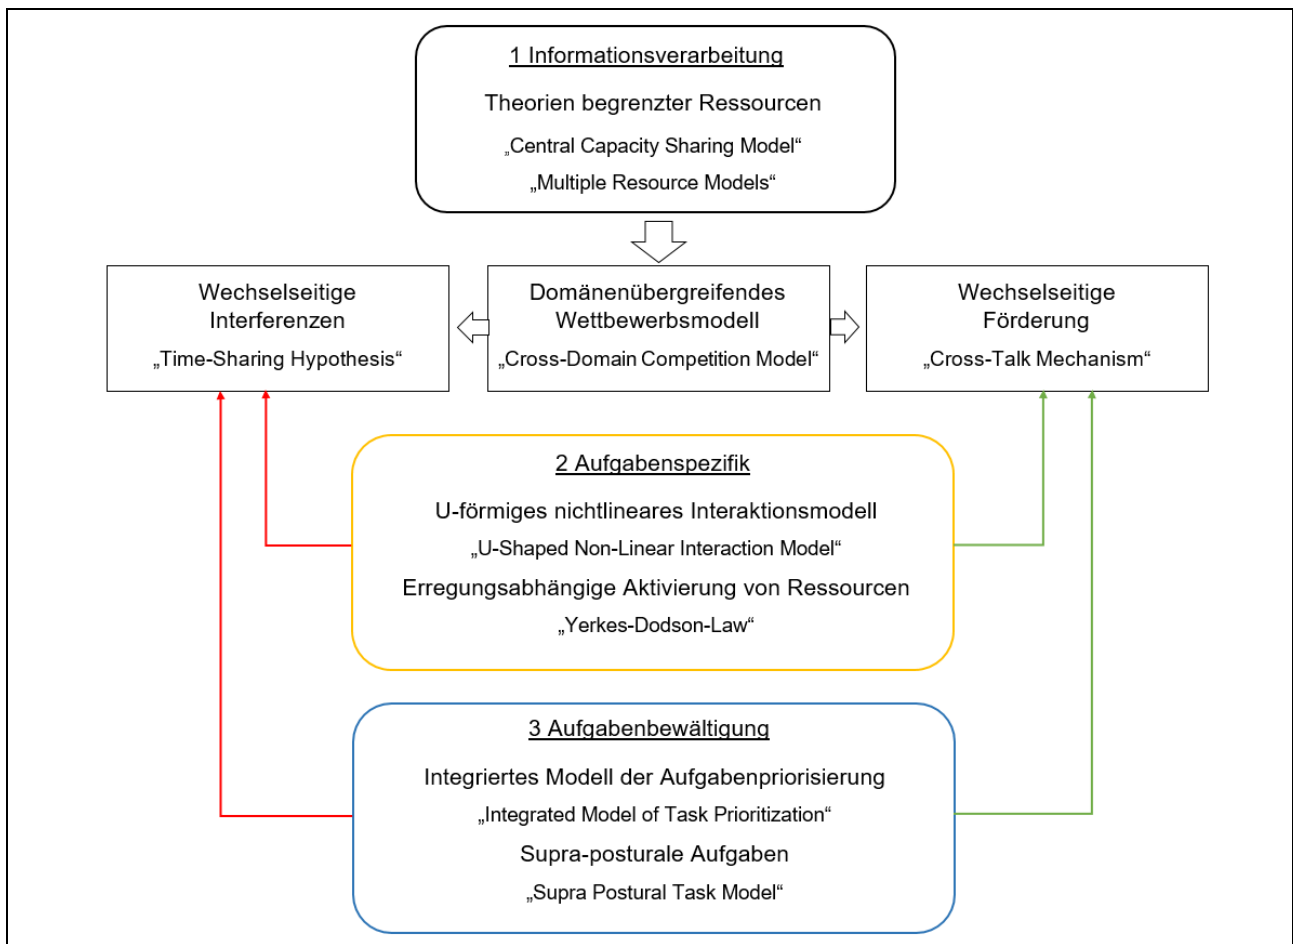 1 Informationsverarbeitung
Theorien begrenzter Ressourcen
„Central Capacity Sharing Model“
„Multiple Resource Models“
Wechselseitige
Interferenzen
„Time-Sharing Hypothesis“
Domänenübergreifendes
Wettbewerbsmodell
„Cross-Domain Competition Model“
Wechselseitige
Förderung
„Cross-Talk Mechanism“
2 Aufgabenspezifik
U-förmiges nichtlineares Interaktionsmodell
„U-Shaped Non-Linear Interaction Model“
Erregungsabhängige Aktivierung von Ressourcen
„Yerkes-Dodson-Law“
3 Aufgabenbewältigung
Integriertes Modell der Aufgabenpriorisierung
„Integrated Model of Task Prioritization“
Supra-posturale Aufgaben
„Supra Postural Task Model“